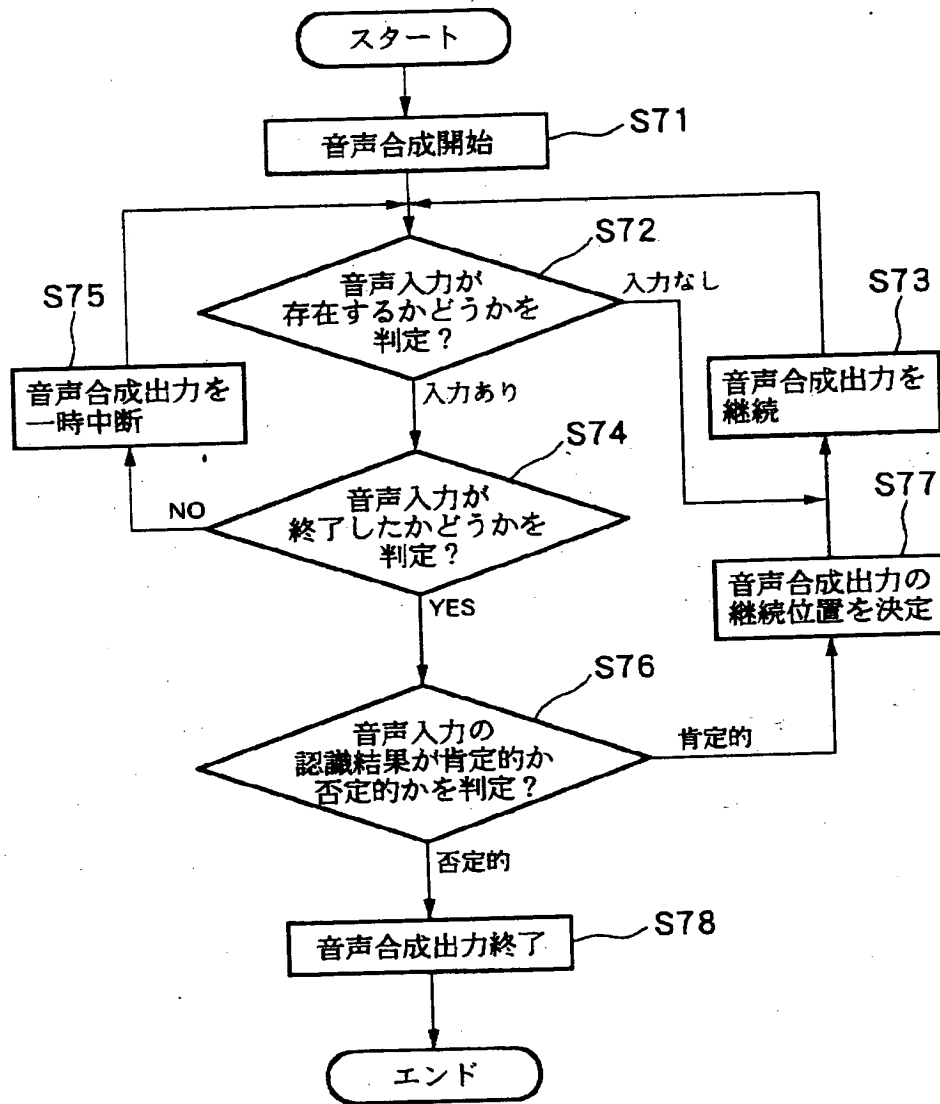 スタート
S71
音声合成開始
S72
音声入力が
存在するかどうかを
判定?
入力なし
S75
音声合成出力を
一時中断
S73
音声合成出力を
継続
入力あり
S74
音声入力が
終了したかどうかを
判定?
NO
S77
音声合成出力の
継続位置を決定
YES
S76
音声入力の
認識結果が肯定的か
否定的かを判定?
肯定的
否定的
S78
音声合成出力終了
エンド